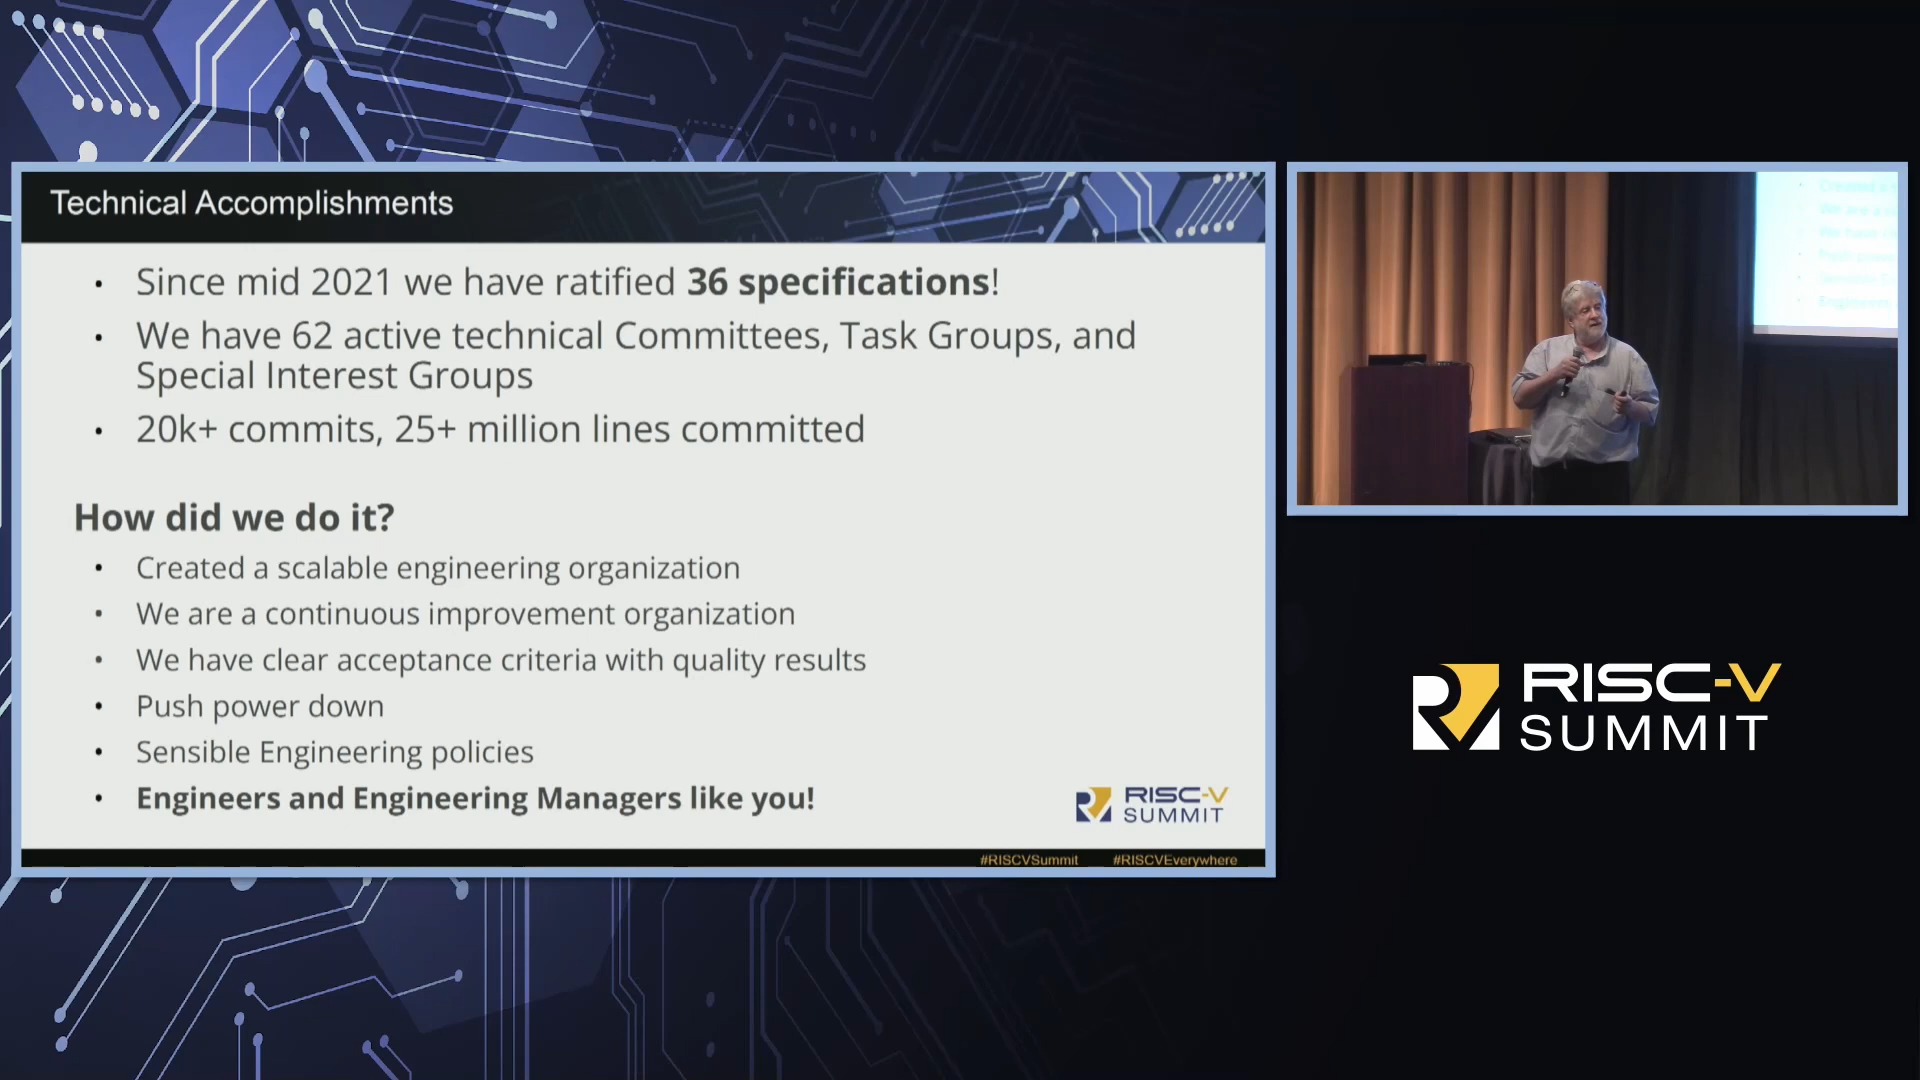 Technical Accomplishments
• Since mid 2021 we have ratified 36 specifications!
• We have 62 active technical Committees, Task Groups, and
Special Interest Groups
• 20k+ commits, 25+ million lines committed
How did we do it?
• Created a scalable engineering organization
• We are a continuous improvement organization
• We have clear acceptance criteria with quality results
• Push power down
• Sensible Engineering policies
• Engineers and Engineering Managers like you!
RISC-V
SUMMIT
#RISCVSummit #RISCVEverywhere
RISC-V
SUMMIT